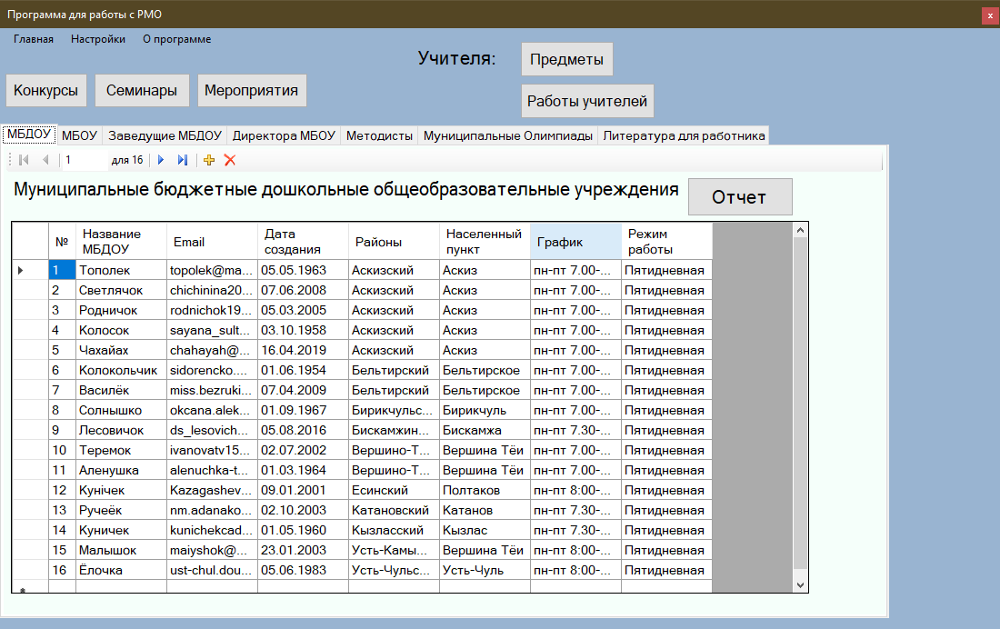 Программа для работы с РМО
x
Главная Настройки О программе
Учителя: Предметы
Конкурсы Семинары Мероприятия
Работы учителей
МБДОУ МБОУ Заведущие МБДОУ Директора МБОУ Методисты Муниципальные Олимпиады Литература для работника
1 для 16
Муниципальные бюджетные дошкольные общеобразовательные учреждения Отчет
№ Название МБДОУ Email Дата создания Районы Населенный пункт График Режим работы
1 Тополек topolek@ma... 05.05.1963 Аскизский Аскиз пн-пт 7.00-... Пятидневная
2 Светлячок chichinina20... 07.06.2008 Аскизский Аскиз пн-пт 7.00-... Пятидневная
3 Родничок rodnichok19... 05.03.2005 Аскизский Аскиз пн-пт 7.00-... Пятидневная
4 Колосок sayana_sult... 03.10.1958 Аскизский Аскиз пн-пт 7.00-... Пятидневная
5 Чахайах chahayah@... 16.04.2019 Аскизский Аскиз пн-пт 7.00-... Пятидневная
6 Колокольчик sidorencko.... 01.06.1954 Бельтирский Бельтирское пн-пт 7.00-... Пятидневная
7 Василёк miss.bezruki... 07.04.2009 Бельтирский Бельтирское пн-пт 7.00-... Пятидневная
8 Солнышко okcana.alek... 01.09.1967 Бирикчульс... Бирикчуль пн-пт 7.00-... Пятидневная
9 Лесовичок ds_lesovich... 05.08.2016 Бискамжин... Бискамжа пн-пт 7.30-... Пятидневная
10 Теремок ivanovatv15... 02.07.2002 Вершино-Т... Вершина Тёи пн-пт 7.00-... Пятидневная
11 Аленушка alenuchka-t... 01.03.1964 Вершино-Т... Вершина Тёи пн-пт 7.00-... Пятидневная
12 Кунiчек Kazagashev... 09.01.2001 Есинский Полтаков пн-пт 8:00-... Пятидневная
13 Ручеёк nm.adanako... 02.10.2003 Катановский Катанов пн-пт 7.30-... Пятидневная
14 Куничек kunichekcad... 01.05.1960 Кызласский Кызлас пн-пт 7.30-... Пятидневная
15 Малышок maiyshok@... 23.01.2003 Усть-Камы... Вершина Тёи пн-пт 8:00-... Пятидневная
16 Ёлочка ust-chul.dou... 05.06.1983 Усть-Чульс... Усть-Чуль пн-пт 8:00-... Пятидневная